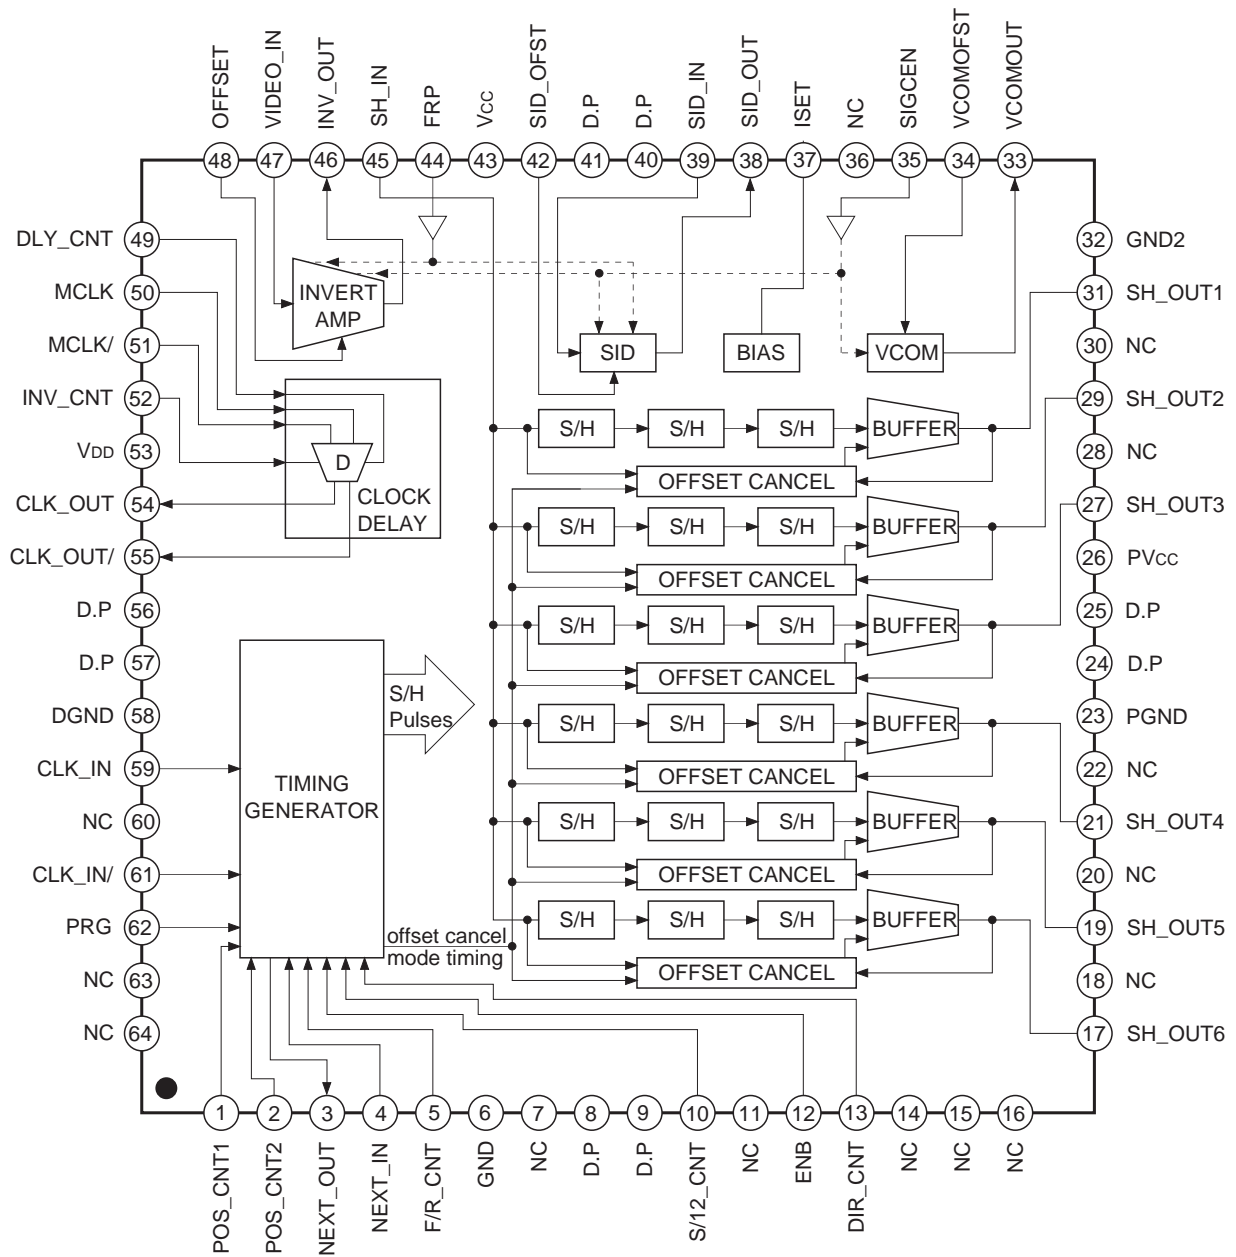 OFFSET
VIDEO_IN
INV_OUT
SH_IN
FRP
VCC
SID_OFST
D.P
D.P
SID_IN
SID_OUT
ISET
NC
SIGCEN
VCOMOFST
VCOMOUT
48 47 46 45 44 43 42 41 40 39 38 37 36 35 34 33
DLY_CNT 49
MCLK 50
MCLK/ 51
INV_CNT 52
VDD 53
CLK_OUT 54
CLK_OUT/ 55
D.P 56
D.P 57
DGND 58
CLK_IN 59
NC 60
CLK_IN/ 61
PRG 62
NC 63
NC 64
INVERT
AMP
SID
BIAS
VCOM
D
CLOCK
DELAY
S/H S/H S/H BUFFER
OFFSET CANCEL
S/H S/H S/H BUFFER
OFFSET CANCEL
S/H S/H S/H BUFFER
OFFSET CANCEL
S/H S/H S/H BUFFER
OFFSET CANCEL
S/H S/H S/H BUFFER
OFFSET CANCEL
S/H S/H S/H BUFFER
OFFSET CANCEL
TIMING
GENERATOR
S/H
Pulses
offset cancel
mode timing
32 GND2
31 SH_OUT1
30 NC
29 SH_OUT2
28 NC
27 SH_OUT3
26 PVCC
25 D.P
24 D.P
23 PGND
22 NC
21 SH_OUT4
20 NC
19 SH_OUT5
18 NC
17 SH_OUT6
1 2 3 4 5 6 7 8 9 10 11 12 13 14 15 16
POS_CNT1
POS_CNT2
NEXT_OUT
NEXT_IN
F/R_CNT
GND
NC
D.P
D.P
S/12_CNT
NC
ENB
DIR_CNT
NC
NC
NC